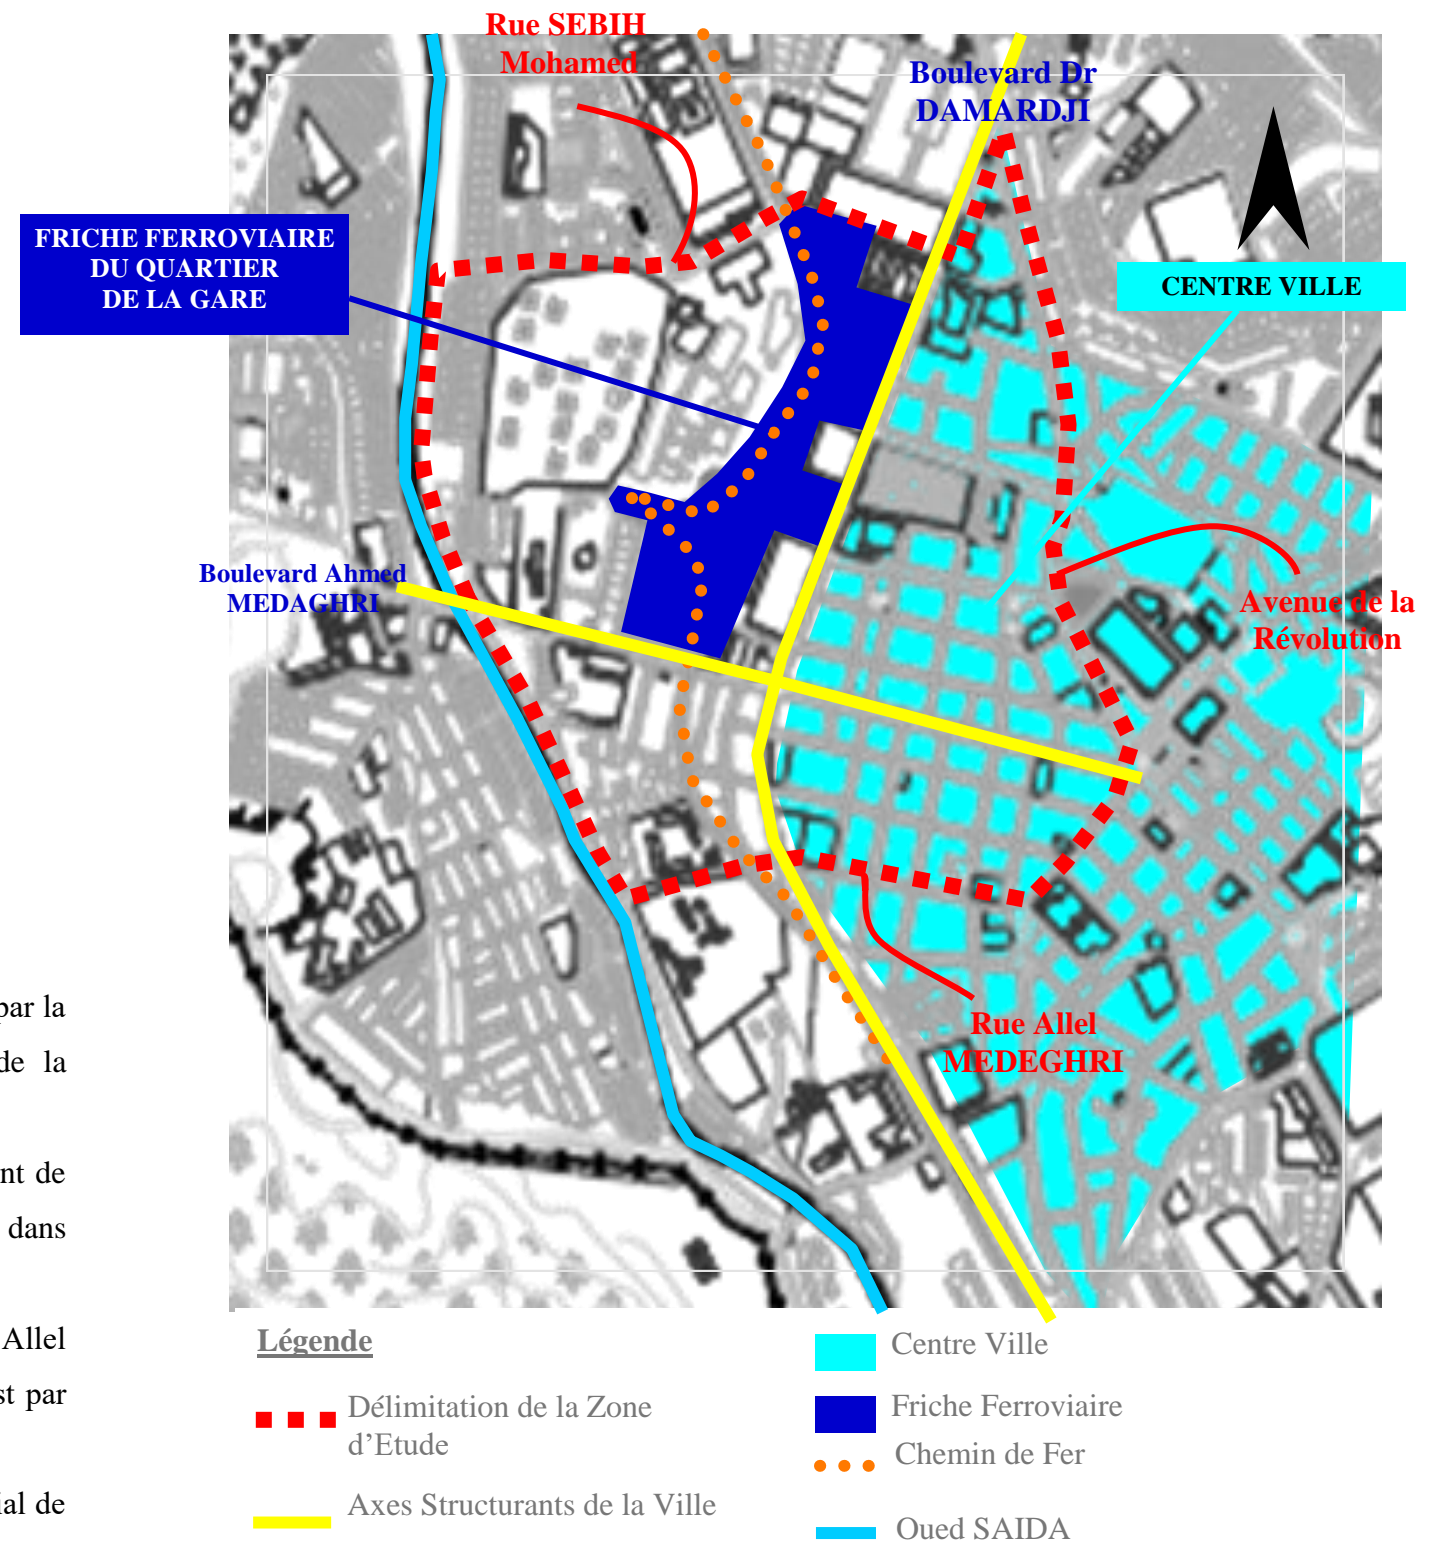 Rue SEBIH
Mohamed
Boulevard Dr
DAMARDJI
FRICHE FERROVIAIRE
DU QUARTIER
DE LA GARE
CENTRE VILLE
Boulevard Ahmed
MEDAGHRI
Avenue de la
Révolution
par la
de la
Rue Allel
MEDEGHRI
nt de
dans
Allel
st par
ial de
Légende
Délimitation de la Zone
d’Etude
Axes Structurants de la Ville
Centre Ville
Friche Ferroviaire
Chemin de Fer
Oued SAIDA